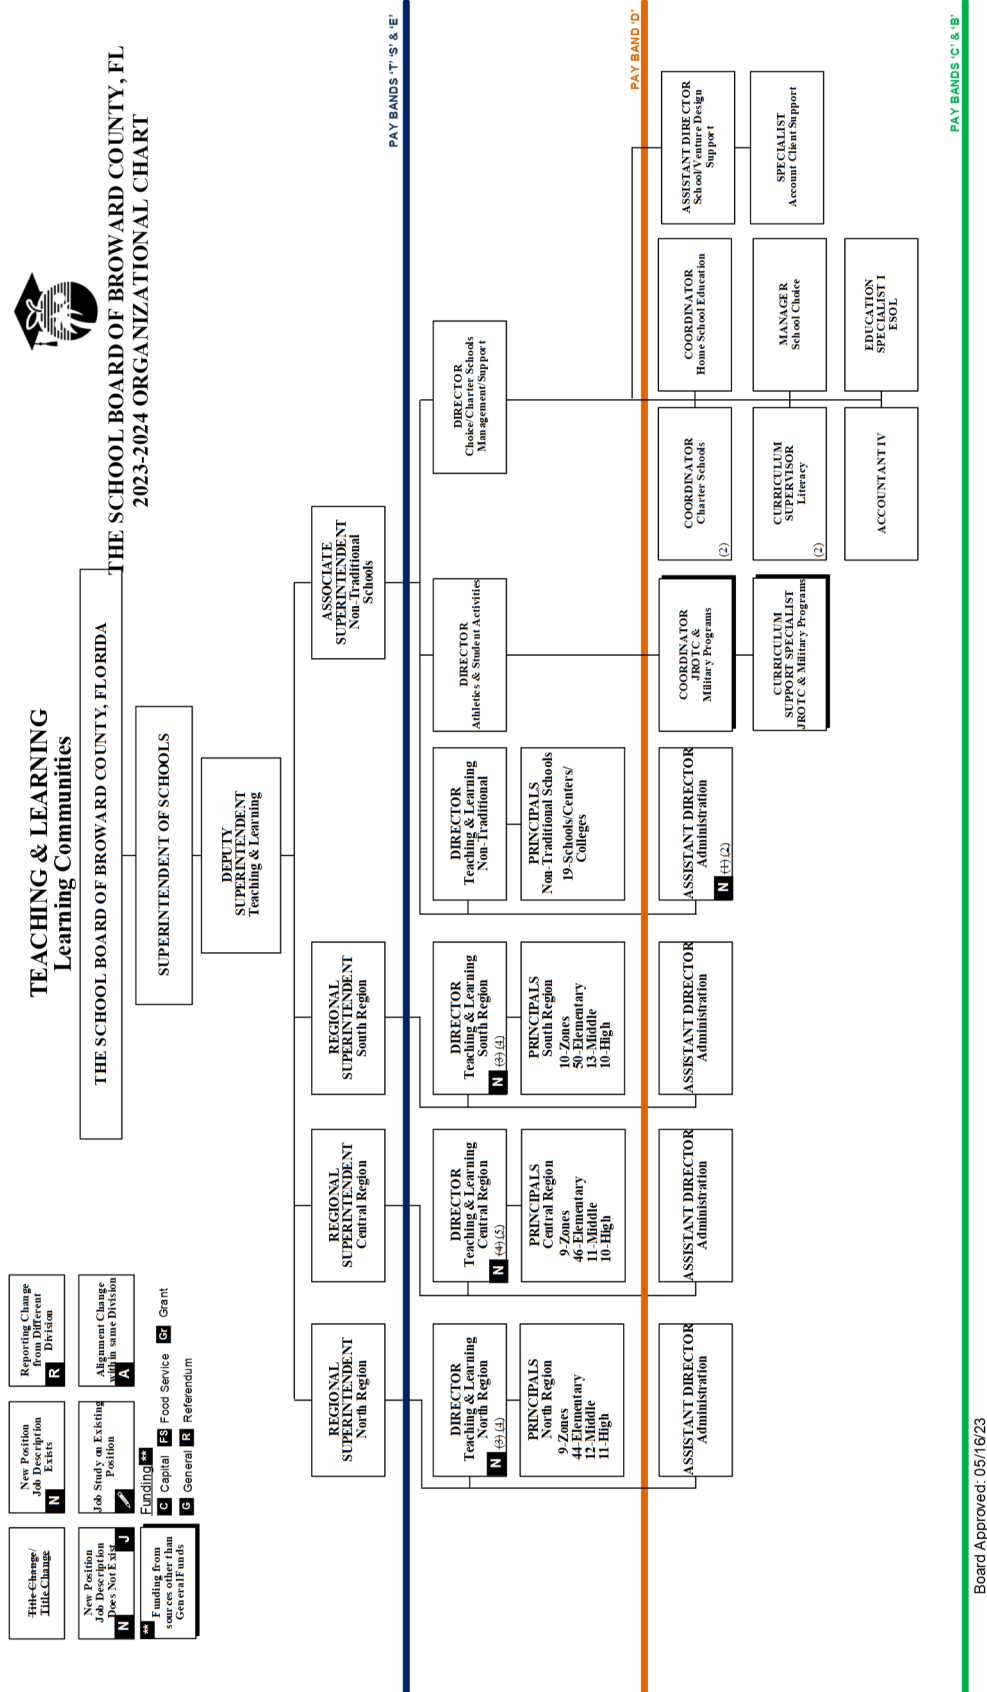 TEACHING & LEARNING
Learning Communities
THE SCHOOL BOARD OF BROWARD COUNTY, FL
2023-2024 ORGANIZATIONAL CHART
Title Change/
Title Change
New Position
Job Description
Exists
N
Reporting Change
from Different
Division
R
New Position
Job Description
Does Not Exist
N
J
Job Study on Existing
Position
Alignment Change
within same Division
A
**
Funding from
sources other than
General Funds
Funding **
C Capital FS Food Service Gr Grant
G General R Referendum
THE SCHOOL BOARD OF BROWARD COUNTY, FLORIDA
SUPERINTENDENT OF SCHOOLS
DEPUTY
SUPERINTENDENT
Teaching & Learning
REGIONAL
SUPERINTENDENT
North Region
REGIONAL
SUPERINTENDENT
Central Region
REGIONAL
SUPERINTENDENT
South Region
ASSOCIATE
SUPERINTENDENT
Non-Traditional
Schools
PAY BANDS 'T' 'S' & 'E'
DIRECTOR
Teaching & Learning
North Region
N (3) (4)
DIRECTOR
Teaching & Learning
Central Region
N (4) (5)
DIRECTOR
Teaching & Learning
South Region
N (3) (4)
DIRECTOR
Teaching & Learning
Non-Traditional
DIRECTOR
Athletics & Student Activities
DIRECTOR
Choice/Charter Schools
Management/Support
PRINCIPALS
North Region
9-Zones
44-Elementary
12-Middle
11-High
PRINCIPALS
Central Region
9-Zones
46-Elementary
11-Middle
10-High
PRINCIPALS
South Region
10-Zones
50-Elementary
13-Middle
10-High
PRINCIPALS
Non-Traditional Schools
19-Schools/Centers/
Colleges
PAY BAND 'D'
ASSISTANT DIRECTOR
Administration
ASSISTANT DIRECTOR
Administration
ASSISTANT DIRECTOR
Administration
ASSISTANT DIRECTOR
Administration
N (1) (2)
COORDINATOR
JROTC &
Military Programs
COORDINATOR
Charter Schools
(2)
COORDINATOR
Home School Education
ASSISTANT DIRECTOR
School/Venture Design
Support
CURRICULUM
SUPPORT SPECIALIST
JROTC & Military Programs
CURRICULUM
SUPERVISOR
Literacy
(2)
MANAGER
School Choice
SPECIALIST
Account Client Support
ACCOUNTANT IV
EDUCATION
SPECIALIST I
ESOL
PAY BANDS 'C' & 'B'
Board Approved: 05/16/23